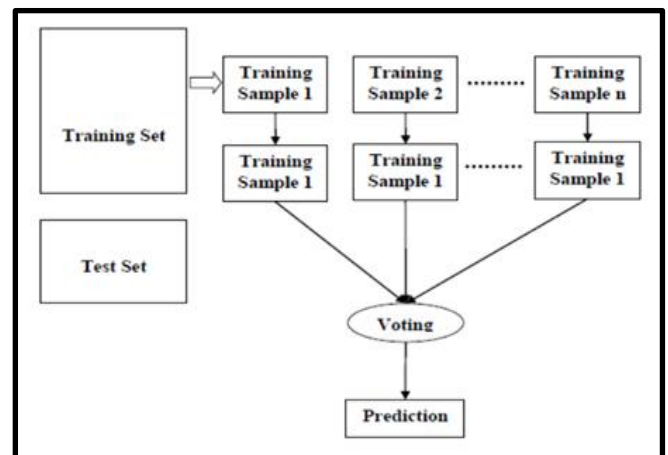 Training Set
Training
Sample 1
Training
Sample 2
Training
Sample n
Training
Sample 1
Training
Sample 1
Training
Sample 1
Test Set
Voting
Prediction